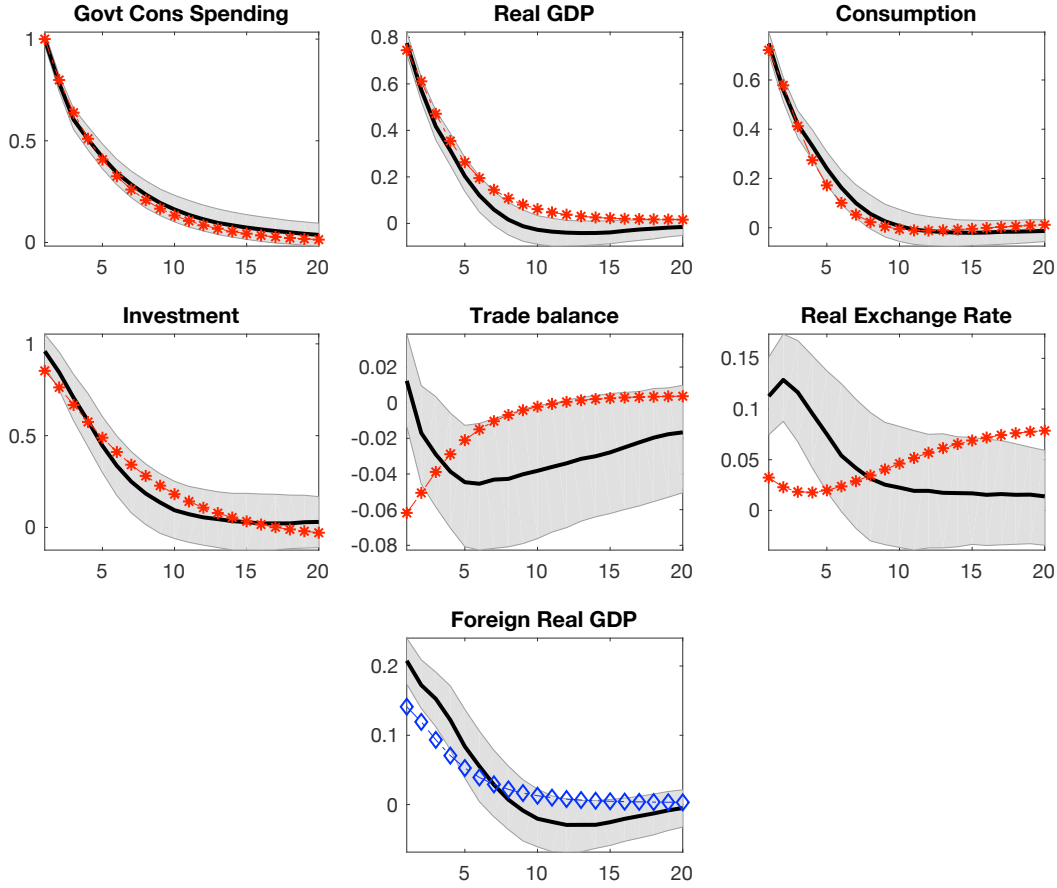 Govt Cons Spending
1
0.5
0
5 10 15 20
Real GDP
0.8
0.6
0.4
0.2
0
5 10 15 20
Consumption
0.6
0.4
0.2
0
5 10 15 20
Investment
1
0.5
0
5 10 15 20
Trade balance
0.02
0
-0.02
-0.04
-0.06
-0.08
5 10 15 20
Real Exchange Rate
0.15
0.1
0.05
0
5 10 15 20
Foreign Real GDP
0.2
0.1
0
5 10 15 20